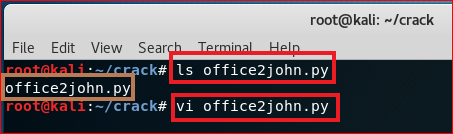 root@kali: ~/crack
File Edit View Search Terminal Help
root@kali:~/crack# ls office2john.py
office2john.py
root@kali:~/crack# vi office2john.py